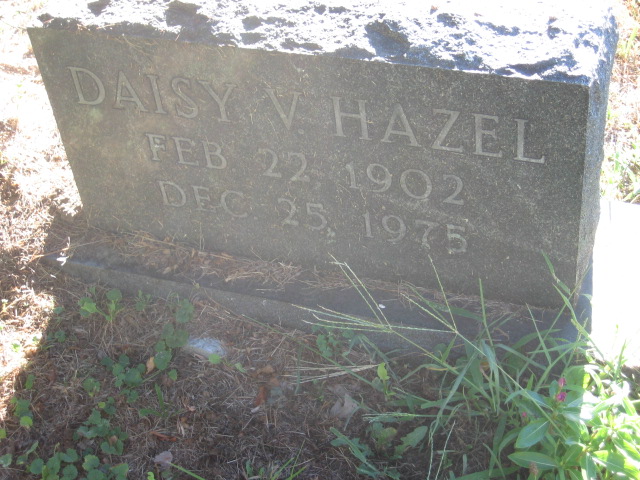 DAISY V. HAZEL
FEB 22, 1902
DEC 25, 1975